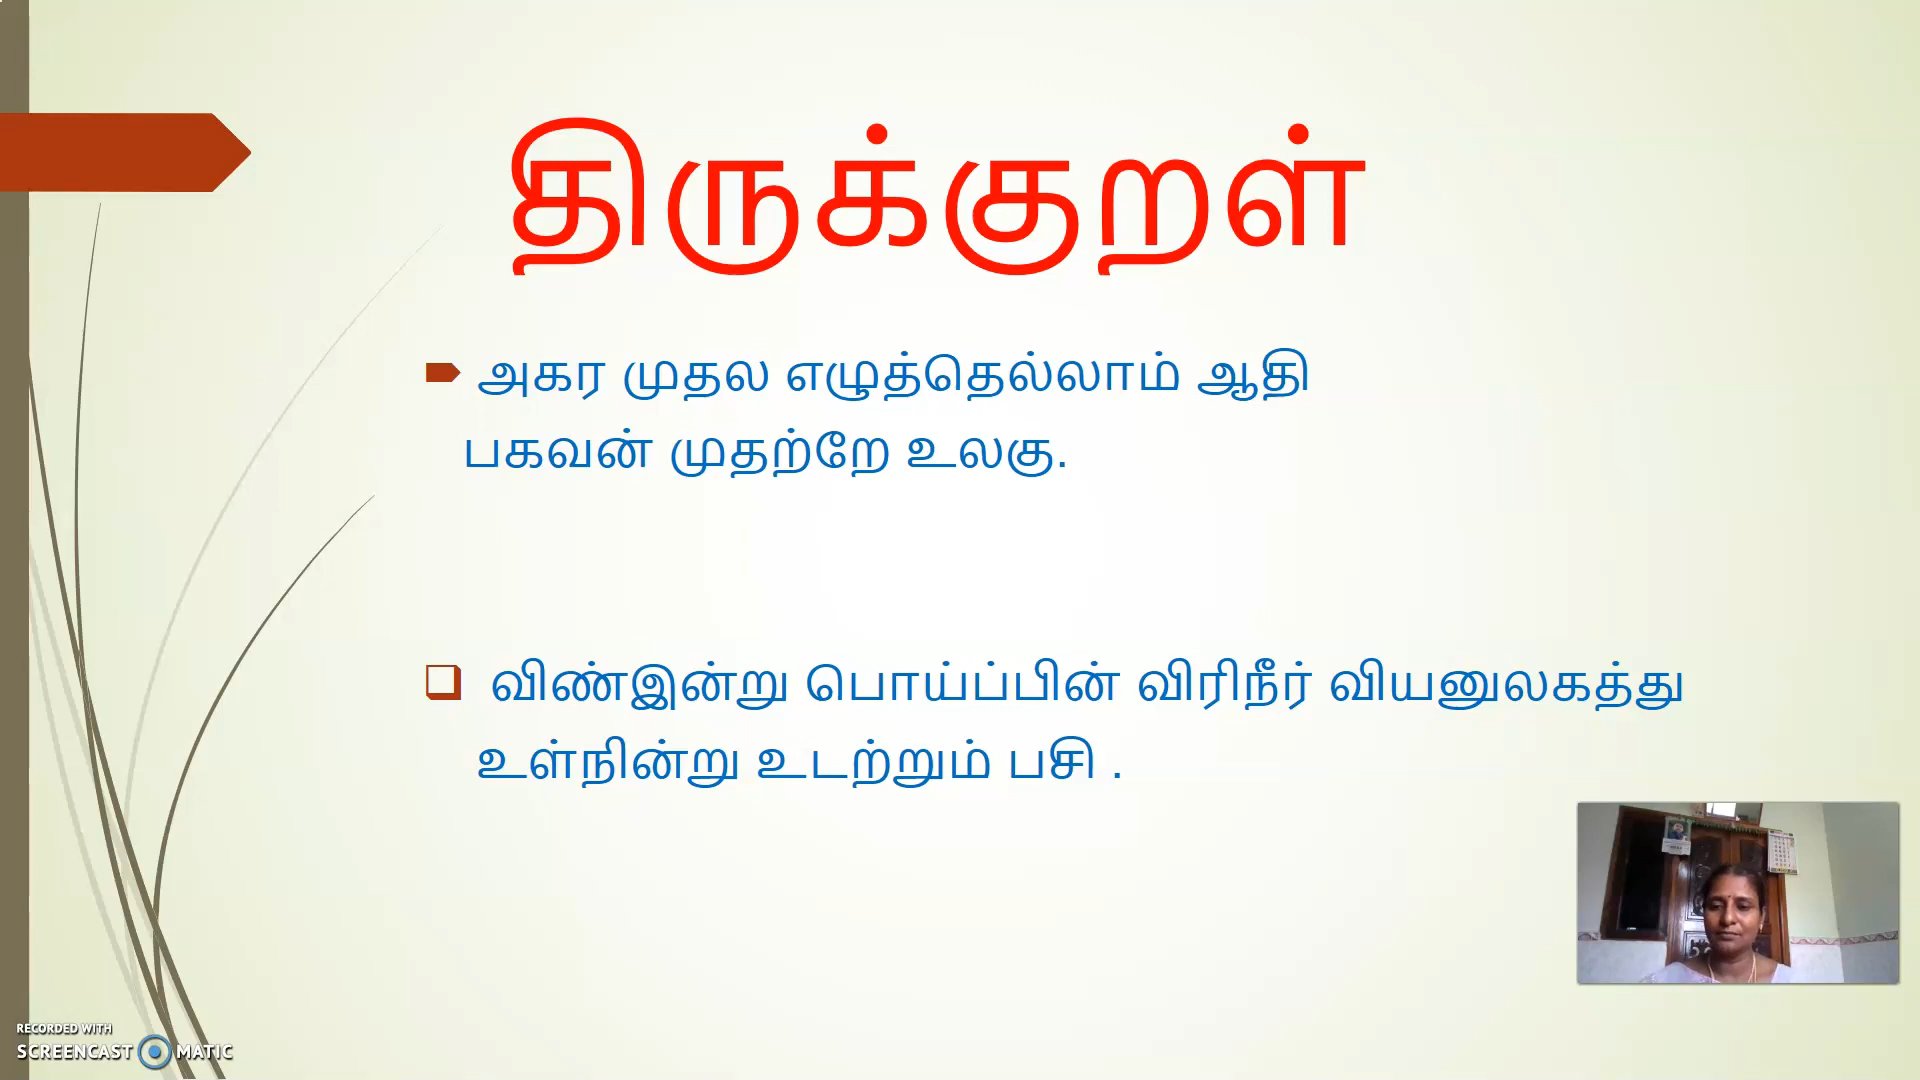 திருக்குறள்
அகர முதல எழுத்தெல்லாம் ஆதி
பகவன் முதற்றே உலகு.
விண்இன்று பொய்ப்பின் விரிநீர் வியனுலகத்து
உள்நின்று உடற்றும் பசி .
RECORDED WITH
SCREENCAST MATIC